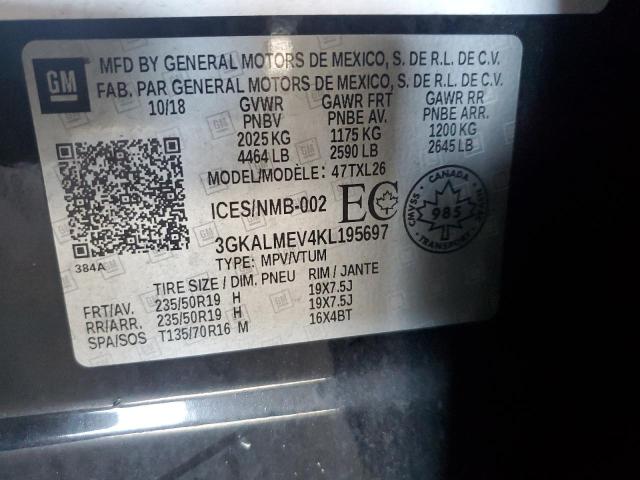 GM
MFD BY GENERAL MOTORS DE MEXICO, S. DE R.L. DE C.V.
FAB. PAR GENERAL MOTORS DE MEXICO, S. DE R.L. DE C.V.
10/18 GVWR GAWR FRT GAWR RR
PNBV PNBE AV. PNBE ARR.
2025 KG 1175 KG 1200 KG
4464 LB 2590 LB 2645 LB
MODEL/MODÈLE: 47TXL26
ICES/NMB-002 EC
CANADA
CMVSS 985 NSVAC
TRANSPORT
3GKALMEV4KL195697
384A
TYPE: MPV/VTUM
TIRE SIZE / DIM. PNEU RIM / JANTE
FRT/AV. 235/50R19 H 19X7.5J
RR/ARR. 235/50R19 H 19X7.5J
SPA/SOS T135/70R16 M 16X4BT